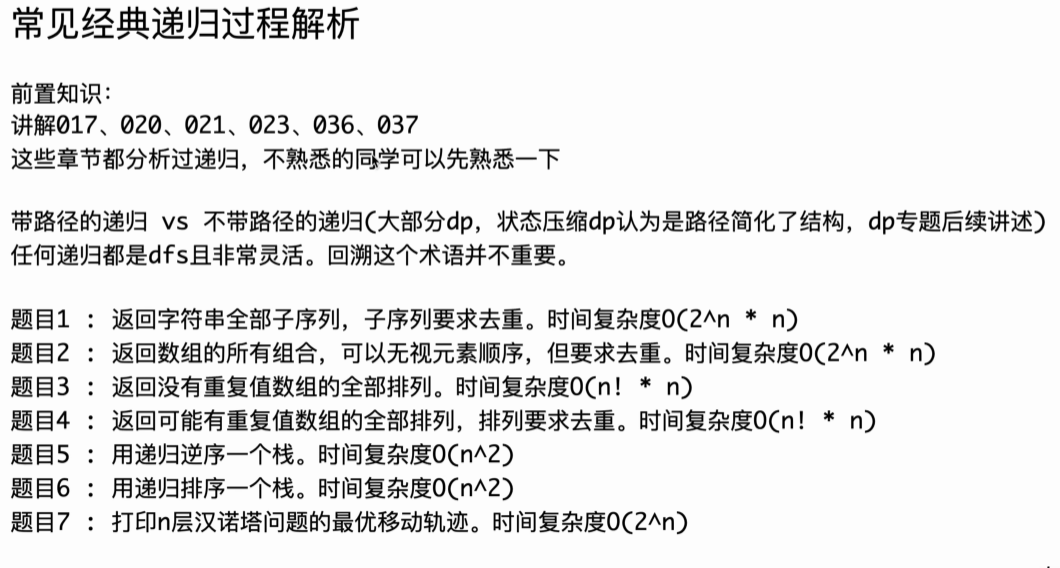 常见经典递归过程解析
前置知识：
讲解017、020、021、023、036、037
这些章节都分析过递归，不熟悉的同学可以先熟悉一下
带路径的递归 vs 不带路径的递归(大部分dp，状态压缩dp认为是路径简化了结构，dp专题后续讲述)
任何递归都是dfs且非常灵活。回溯这个术语并不重要。
题目1 : 返回字符串全部子序列，子序列要求去重。时间复杂度O(2^n * n)
题目2 : 返回数组的所有组合，可以无视元素顺序，但要求去重。时间复杂度O(2^n * n)
题目3 : 返回没有重复值数组的全部排列。时间复杂度O(n! * n)
题目4 : 返回可能有重复值数组的全部排列，排列要求去重。时间复杂度O(n! * n)
题目5 : 用递归逆序一个栈。时间复杂度O(n^2)
题目6 : 用递归排序一个栈。时间复杂度O(n^2)
题目7 : 打印n层汉诺塔问题的最优移动轨迹。时间复杂度O(2^n)